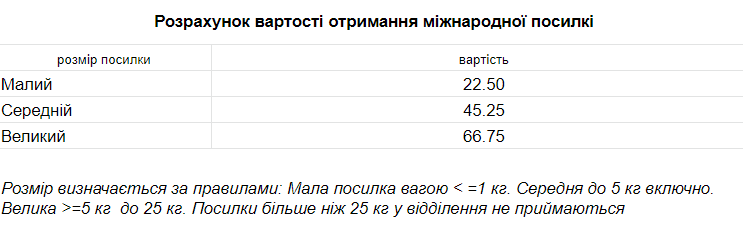 Розрахунок вартості отримання міжнародної посилкі
розмір посилки вартість
Малий 22.50
Середній 45.25
Великий 66.75
Розмір визначається за правилами: Мала посилка вагою < =1 кг. Середня до 5 кг включно.
Велика >=5 кг до 25 кг. Посилки більше ніж 25 кг у відділення не приймаються